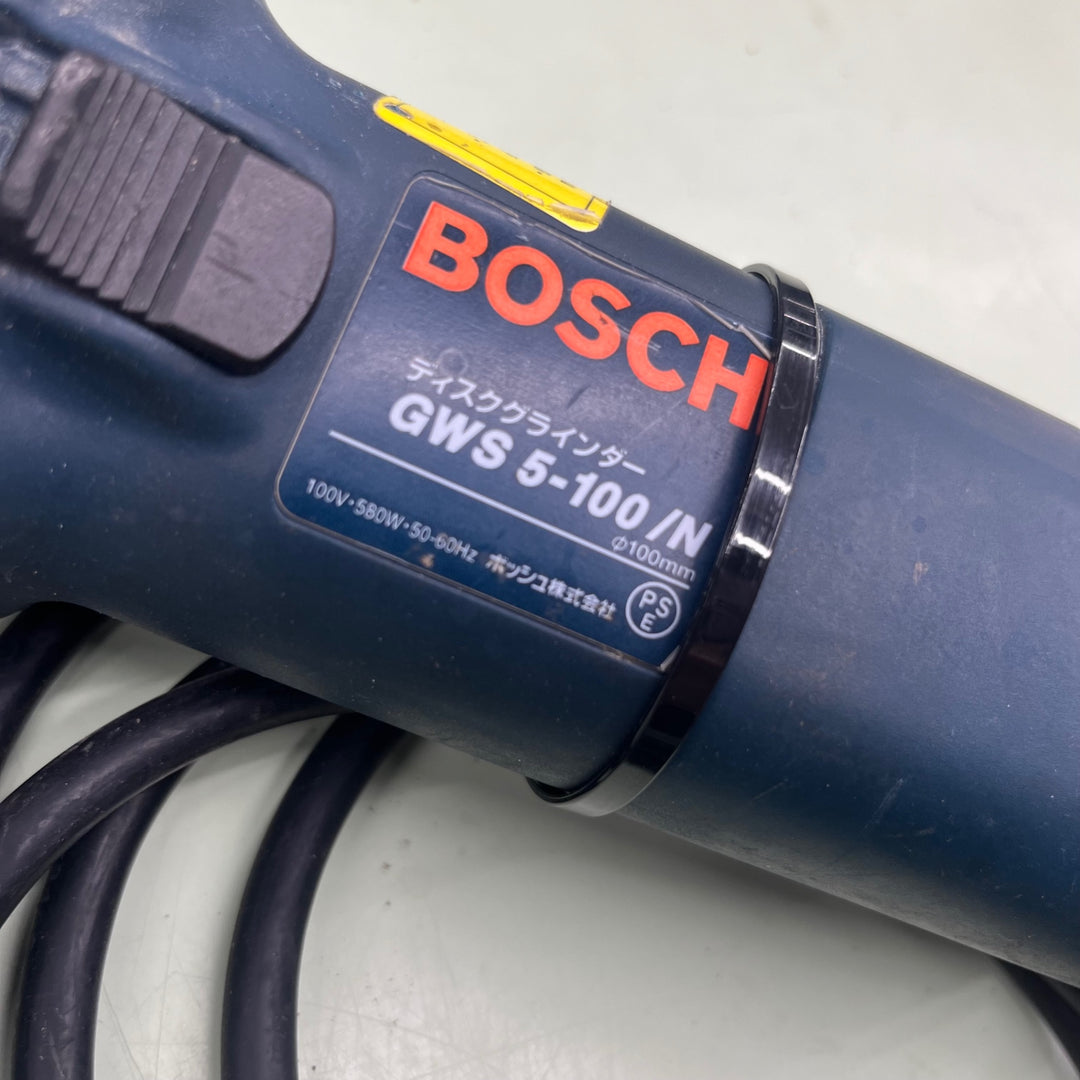 BOSCH
ディスクグラインダー
GWS 5-100 /N
φ100mm
100V・580W・50-60Hz ボッシュ株式会社
PS
E